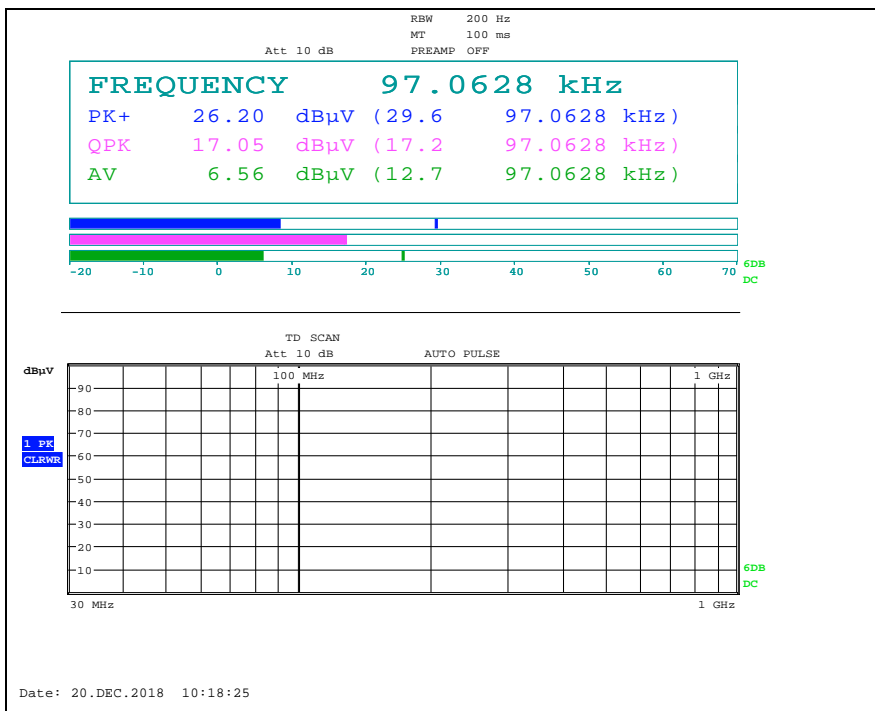 RBW 200 Hz
MT 100 ms
Att 10 dB PREAMP OFF
FREQUENCY 97.0628 kHz
PK+ 26.20 dBµV (29.6 97.0628 kHz)
QPK 17.05 dBµV (17.2 97.0628 kHz)
AV 6.56 dBµV (12.7 97.0628 kHz)
-20 -10 0 10 20 30 40 50 60 70
6DB
DC
TD SCAN
Att 10 dB AUTO PULSE
dBµV
100 MHz 1 GHz
90
80
70
1 PK
CLRWR
60
50
40
30
20
10
6DB
DC
30 MHz 1 GHz
Date: 20.DEC.2018 10:18:25